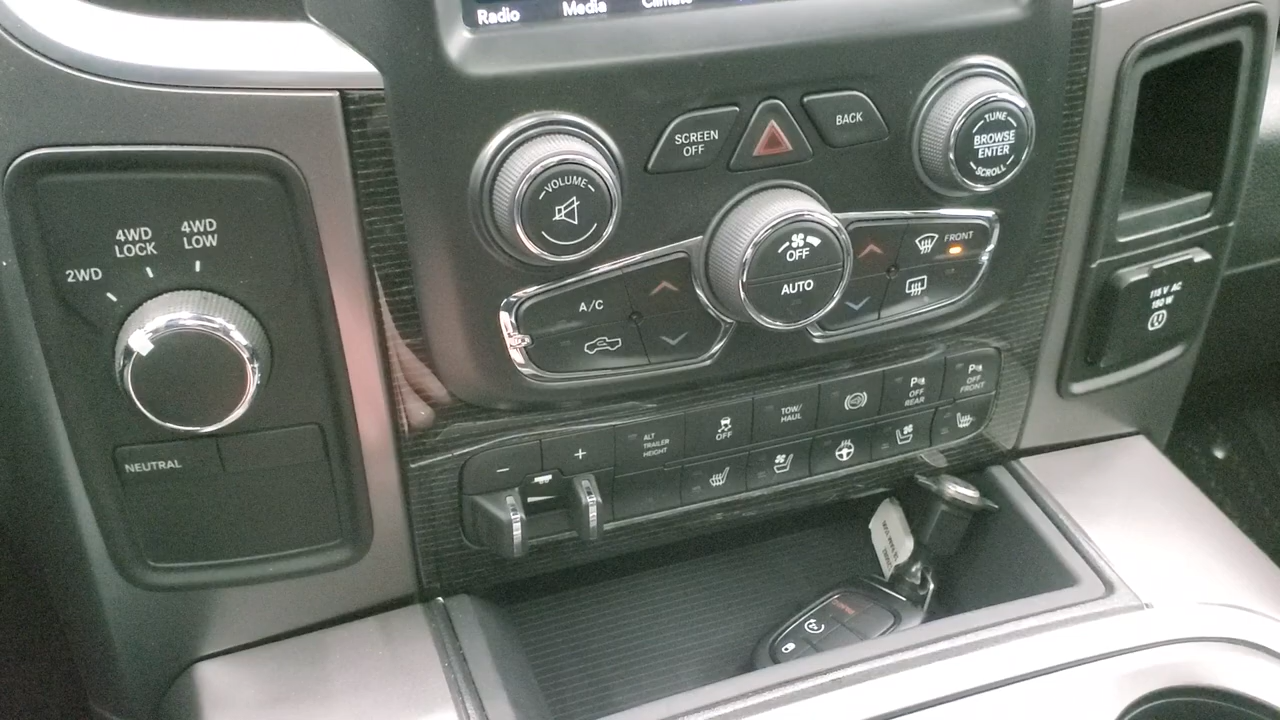 Radio
Media
Climate
SCREEN
OFF
BACK
TUNE
BROWSE
ENTER
SCROLL
VOLUME
4WD
LOCK
4WD
LOW
2WD
OFF
AUTO
FRONT
A/C
115 V AC
150 W
NEUTRAL
−
+
ALT
TRAILER
HEIGHT
OFF
TOW/
HAUL
P
OFF
REAR
P
OFF
FRONT